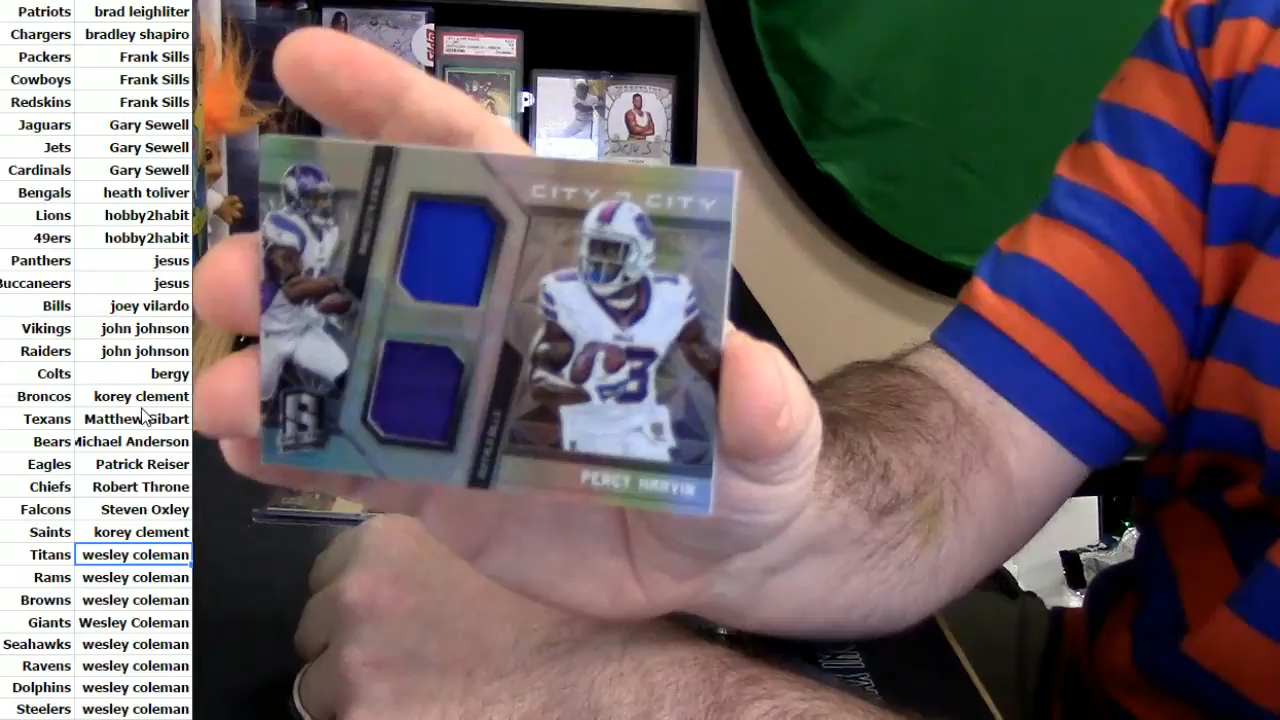 Patriots brad leighliter
Chargers bradley shapiro
Packers Frank Sills
Cowboys Frank Sills
Redskins Frank Sills
Jaguars Gary Sewell
Jets Gary Sewell
Cardinals Gary Sewell
Bengals heath toliver
Lions hobby2habit
49ers hobby2habit
Panthers jesus
Buccaneers jesus
Bills joey vilardo
Vikings john johnson
Raiders john johnson
Colts bergy
Broncos korey clement
Texans Matthew Gibart
Bears Michael Anderson
Eagles Patrick Reiser
Chiefs Robert Throne
Falcons Steven Oxley
Saints korey clement
Titans wesley coleman
Rams wesley coleman
Browns wesley coleman
Giants Wesley Coleman
Seahawks wesley coleman
Ravens wesley coleman
Dolphins wesley coleman
Steelers wesley coleman
CITY 2 CITY
PERCY HARVIN